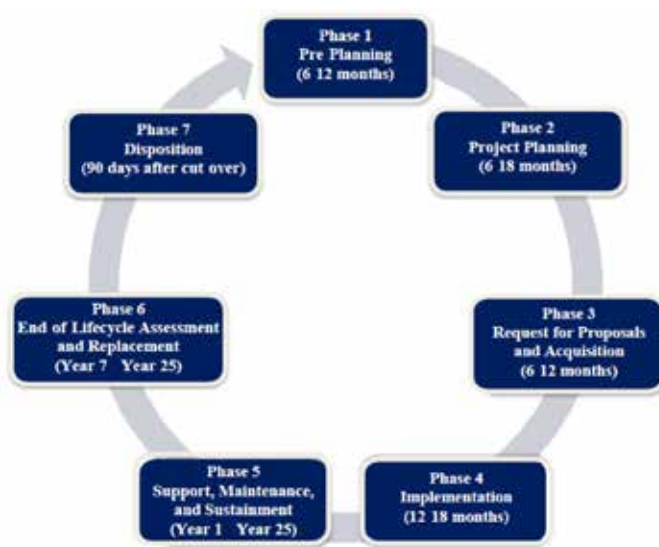 Phase 1
Pre Planning
(6 12 months)
Phase 2
Project Planning
(6 18 months)
Phase 3
Request for Proposals
and Acquisition
(6 12 months)
Phase 4
Implementation
(12 18 months)
Phase 5
Support, Maintenance,
and Sustainment
(Year 1 Year 25)
Phase 6
End of Lifecycle Assessment
and Replacement
(Year 7 Year 25)
Phase 7
Disposition
(90 days after cut over)